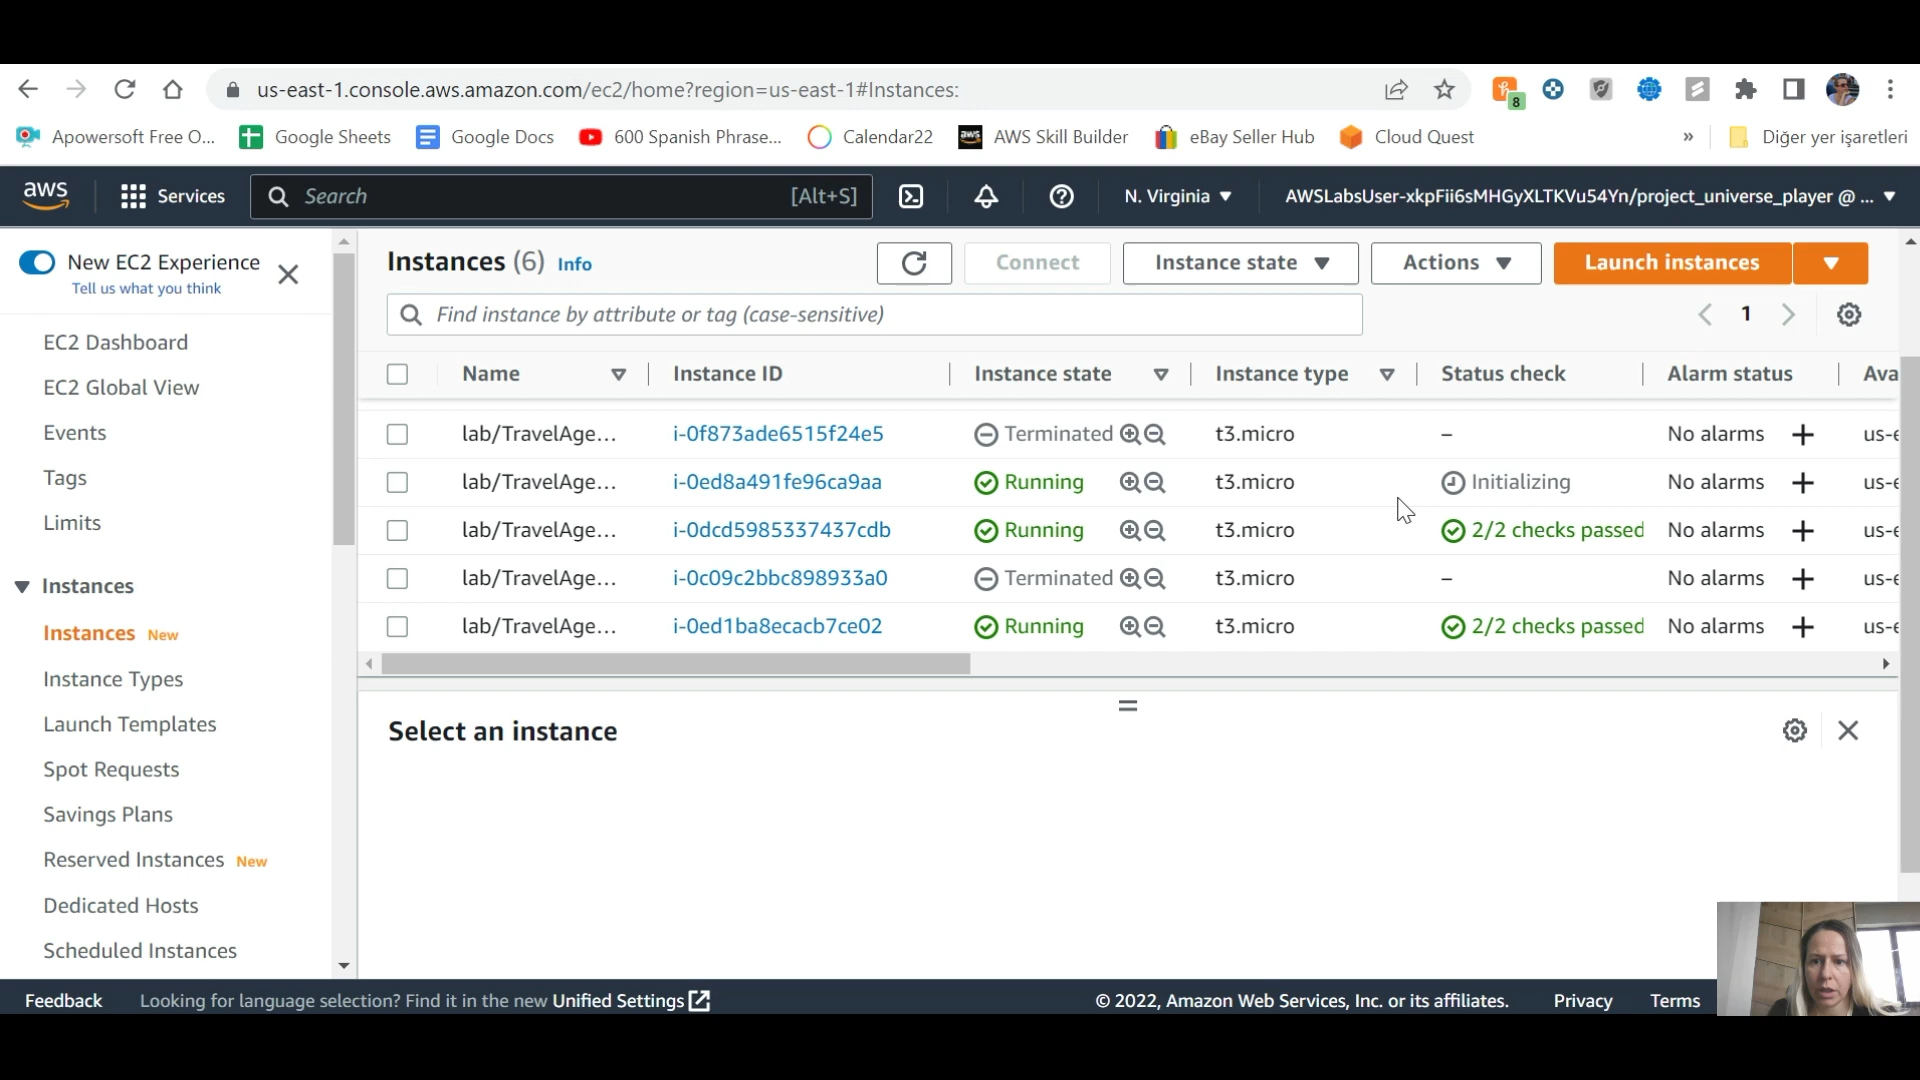 us-east-1.console.aws.amazon.com/ec2/home?region=us-east-1#Instances:
8
Apowersoft Free O...
Google Sheets
Google Docs
600 Spanish Phrase...
Calendar22
aws
AWS Skill Builder
eBay Seller Hub
Cloud Quest
»
Diğer yer işaretleri
aws
Services
Search
[Alt+S]
N. Virginia
AWSLabsUser-xkpFii6sMHGyXLTKVu54Yn/project_universe_player @ ...
New EC2 Experience
Tell us what you think
EC2 Dashboard
EC2 Global View
Events
Tags
Limits
Instances
Instances New
Instance Types
Launch Templates
Spot Requests
Savings Plans
Reserved Instances New
Dedicated Hosts
Scheduled Instances
Instances (6) Info
Connect
Instance state
Actions
Launch instances
Find instance by attribute or tag (case-sensitive)
1
Name Instance ID Instance state Instance type Status check Alarm status Ava
lab/TravelAge... i-0f873ade6515f24e5 Terminated t3.micro – No alarms + us-e
lab/TravelAge... i-0ed8a491fe96ca9aa Running t3.micro Initializing No alarms + us-e
lab/TravelAge... i-0dcd5985337437cdb Running t3.micro 2/2 checks passed No alarms + us-e
lab/TravelAge... i-0c09c2bbc898933a0 Terminated t3.micro – No alarms + us-e
lab/TravelAge... i-0ed1ba8ecacb7ce02 Running t3.micro 2/2 checks passed No alarms + us-e
Select an instance
Feedback
Looking for language selection? Find it in the new Unified Settings
© 2022, Amazon Web Services, Inc. or its affiliates.
Privacy
Terms